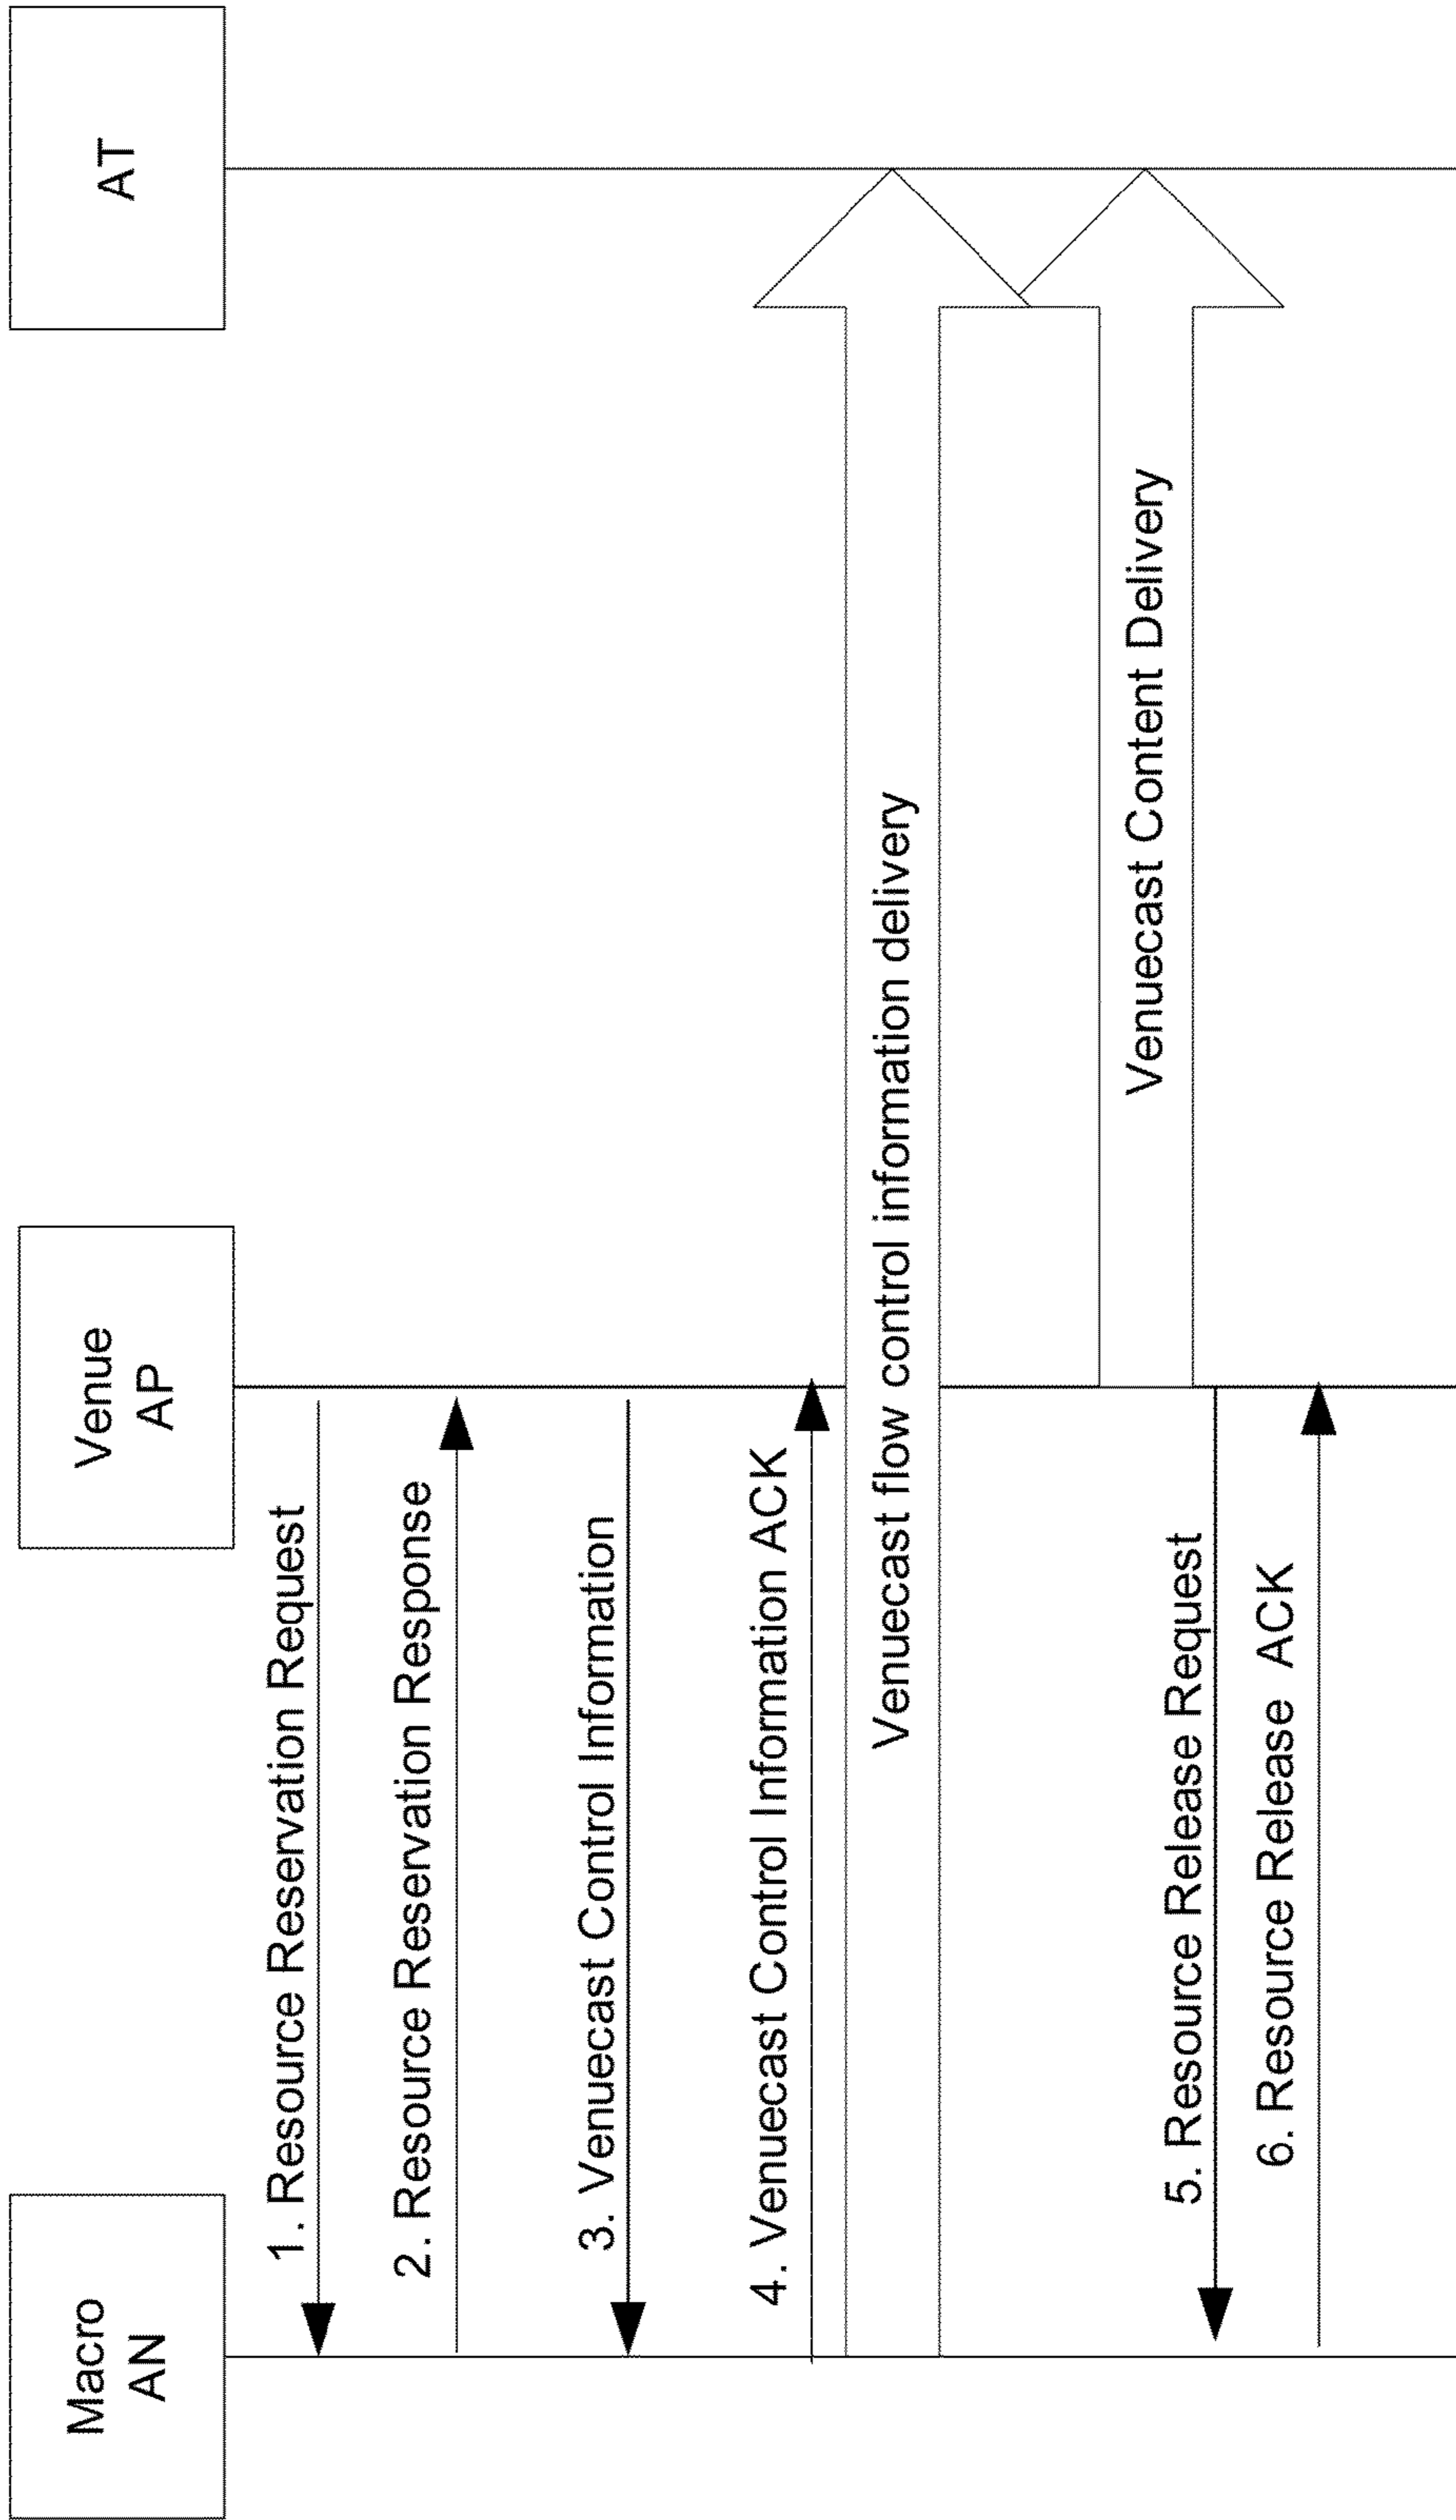 Macro
AN
Venue
AP
AT
1. Resource Reservation Request
2. Resource Reservation Response
3. Venuecast Control Information
4. Venuecast Control Information ACK
Venuecast flow control information delivery
Venuecast Content Delivery
5. Resource Release Request
6. Resource Release ACK